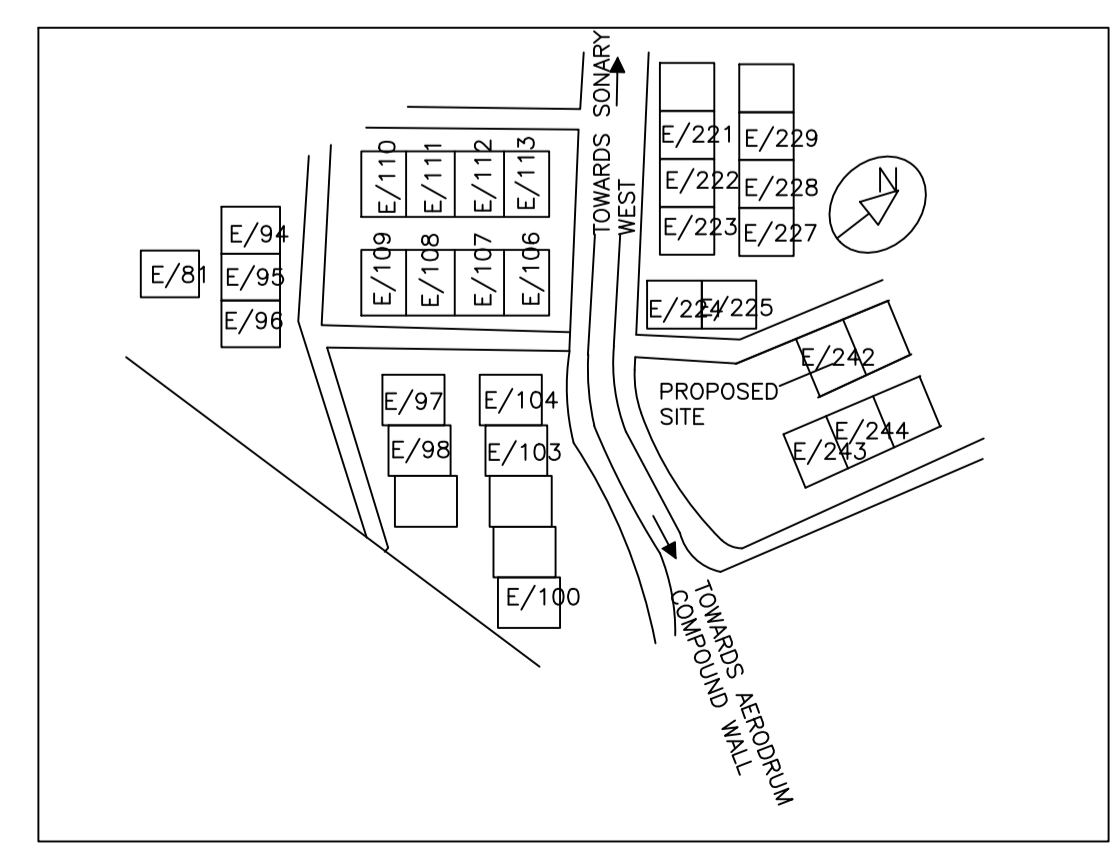 TOWARDS SONARY
WEST
E/110
E/111
E/112
E/113
E/221
E/229
E/222
E/228
E/223
E/227
N
E/94
E/81
E/95
E/96
E/109
E/108
E/107
E/106
E/224
E/225
E/242
PROPOSED
SITE
E/97
E/104
E/98
E/103
E/244
E/243
E/100
TOWARDS AERODRUM
COMPOUND WALL